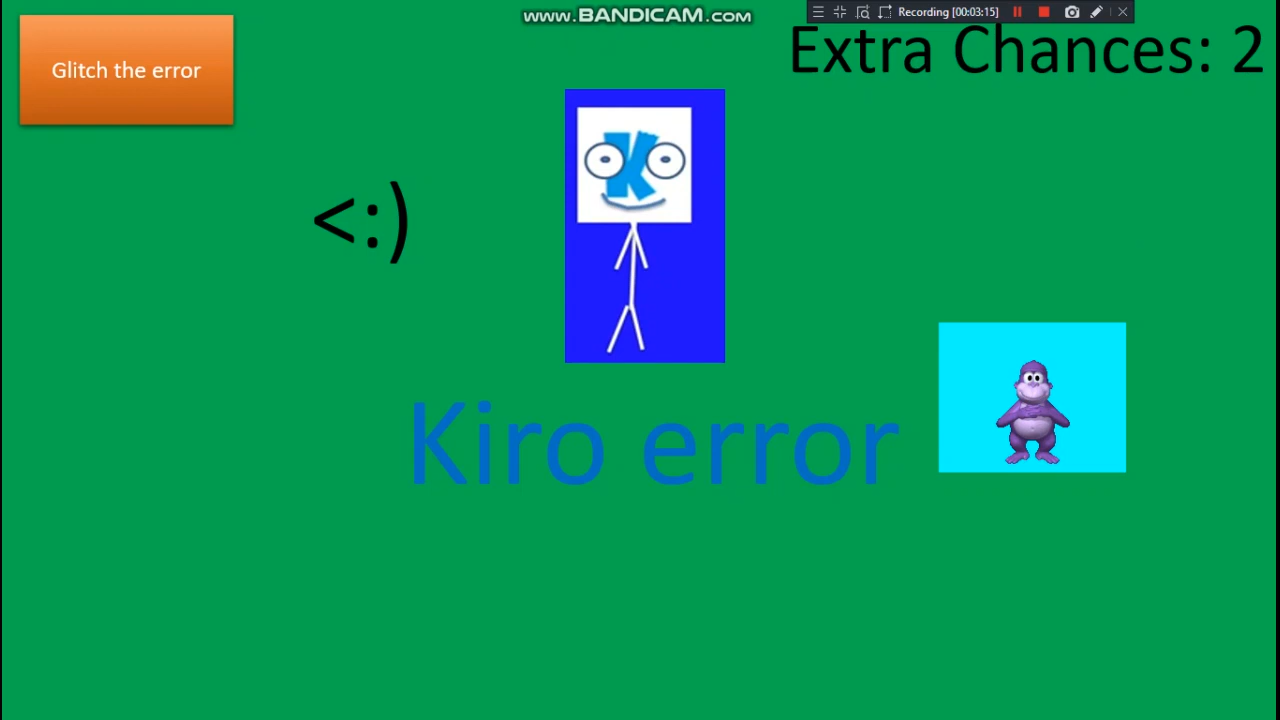 www.BANDICAM.com
Recording [00:03:15]
Glitch the error
Extra Chances: 2
K
<:)
Kiro error